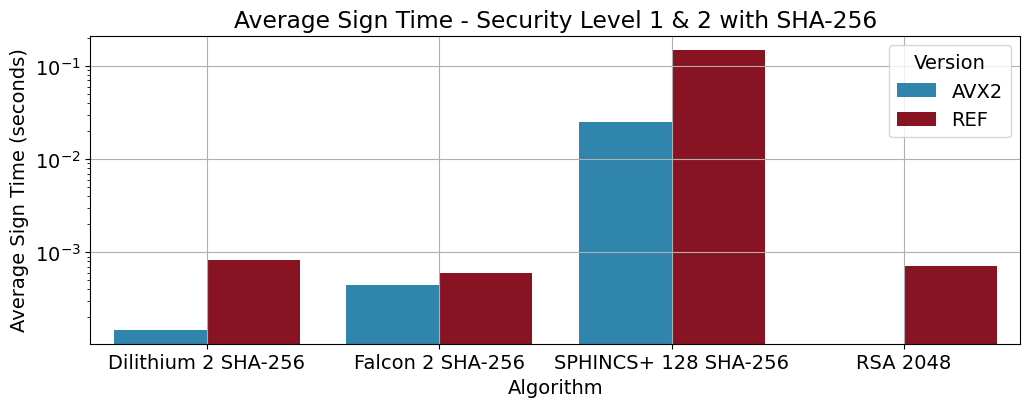 Average Sign Time - Security Level 1 & 2 with SHA-256
Average Sign Time (seconds)
10⁻¹
10⁻²
10⁻³
Version
AVX2
REF
Dilithium 2 SHA-256
Falcon 2 SHA-256
SPHINCS+ 128 SHA-256
RSA 2048
Algorithm